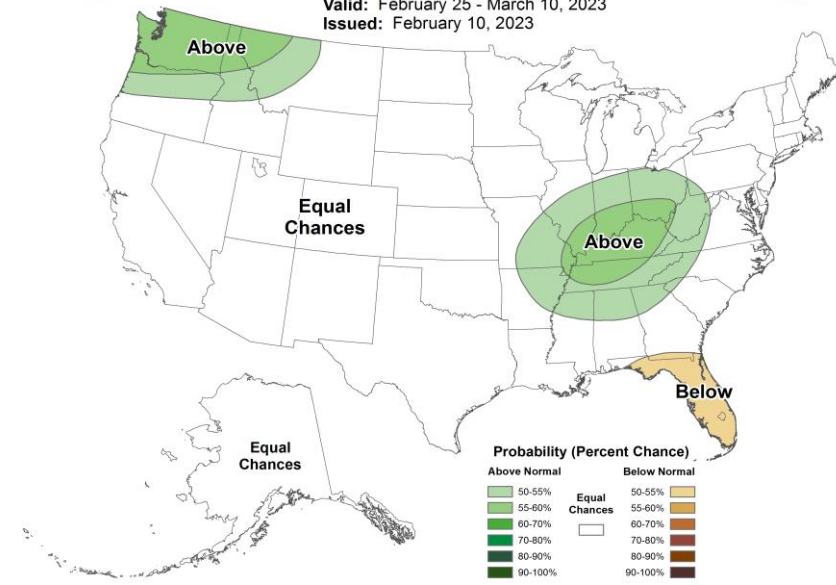 Valid: February 25 - March 10, 2023
Issued: February 10, 2023
Above
Equal
Chances
Above
Below
Equal
Chances
Probability (Percent Chance)
Above Normal
Below Normal
50-55%
55-60%
60-70%
70-80%
80-90%
90-100%
Equal
Chances
50-55%
55-60%
60-70%
70-80%
80-90%
90-100%